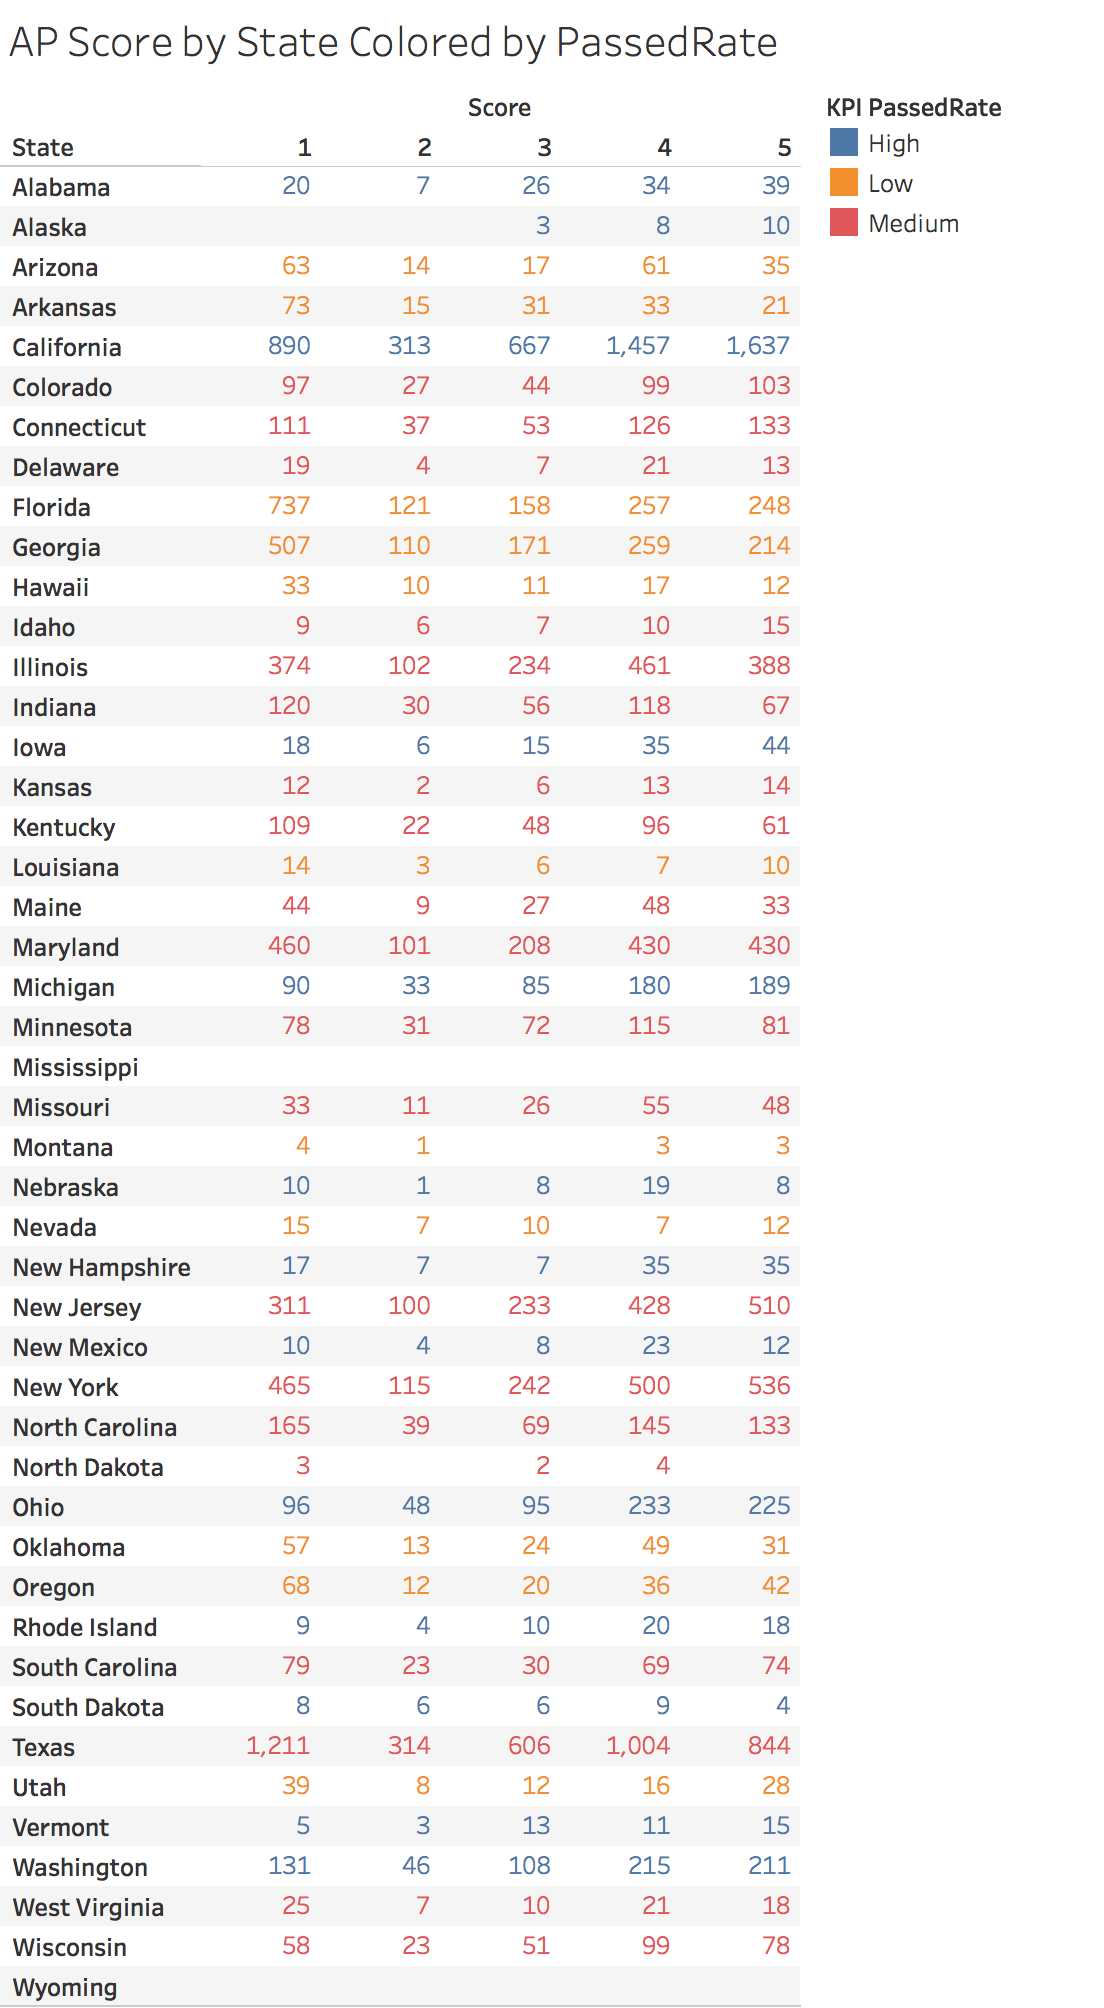 AP Score by State Colored by PassedRate
Score
KPI PassedRate
State 1 2 3 4 5
High
Alabama 20 7 26 34 39
Low
Alaska 3 8 10
Medium
Arizona 63 14 17 61 35
Arkansas 73 15 31 33 21
California 890 313 667 1,457 1,637
Colorado 97 27 44 99 103
Connecticut 111 37 53 126 133
Delaware 19 4 7 21 13
Florida 737 121 158 257 248
Georgia 507 110 171 259 214
Hawaii 33 10 11 17 12
Idaho 9 6 7 10 15
Illinois 374 102 234 461 388
Indiana 120 30 56 118 67
Iowa 18 6 15 35 44
Kansas 12 2 6 13 14
Kentucky 109 22 48 96 61
Louisiana 14 3 6 7 10
Maine 44 9 27 48 33
Maryland 460 101 208 430 430
Michigan 90 33 85 180 189
Minnesota 78 31 72 115 81
Mississippi
Missouri 33 11 26 55 48
Montana 4 1 3 3
Nebraska 10 1 8 19 8
Nevada 15 7 10 7 12
New Hampshire 17 7 7 35 35
New Jersey 311 100 233 428 510
New Mexico 10 4 8 23 12
New York 465 115 242 500 536
North Carolina 165 39 69 145 133
North Dakota 3 2 4
Ohio 96 48 95 233 225
Oklahoma 57 13 24 49 31
Oregon 68 12 20 36 42
Rhode Island 9 4 10 20 18
South Carolina 79 23 30 69 74
South Dakota 8 6 6 9 4
Texas 1,211 314 606 1,004 844
Utah 39 8 12 16 28
Vermont 5 3 13 11 15
Washington 131 46 108 215 211
West Virginia 25 7 10 21 18
Wisconsin 58 23 51 99 78
Wyoming